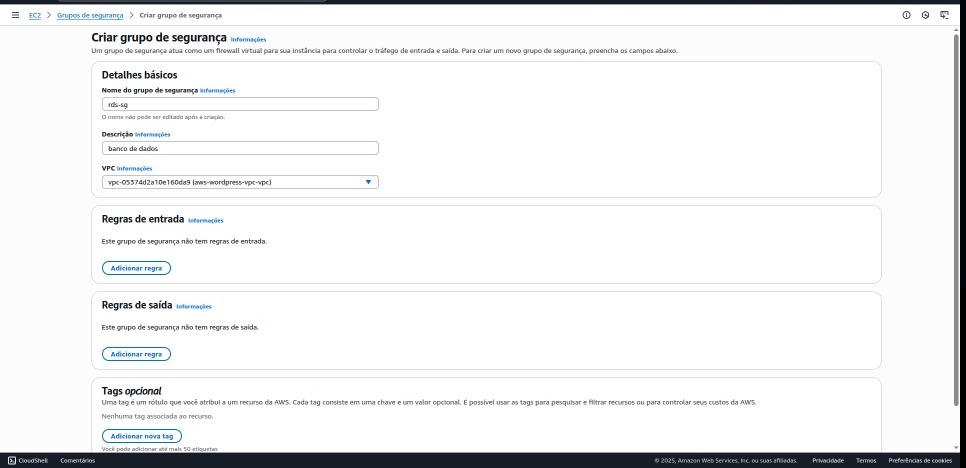 EC2 > Grupos de segurança > Criar grupo de segurança
Criar grupo de segurança Informações
Um grupo de segurança atua como um firewall virtual para sua instância para controlar o tráfego de entrada e saída. Para criar um novo grupo de segurança, preencha os campos abaixo.
Detalhes básicos
Nome do grupo de segurança Informações
rds-sg
O nome não pode ser editado após a criação.
Descrição Informações
banco de dados
VPC Informações
vpc-05374d2a10e160da9 (aws-wordpress-vpc-vpc)
Regras de entrada Informações
Este grupo de segurança não tem regras de entrada.
Adicionar regra
Regras de saída Informações
Este grupo de segurança não tem regras de saída.
Adicionar regra
Tags opcional
Uma tag é um rótulo que você atribui a um recurso da AWS. Cada tag consiste em uma chave e um valor opcional. É possível usar as tags para pesquisar e filtrar recursos ou para controlar seus custos da AWS.
Nenhuma tag associada ao recurso.
Adicionar nova tag
Você pode adicionar até mais 50 etiquetas
CloudShell Comentários © 2025, Amazon Web Services, Inc. ou suas afiliadas. Privacidade Termos Preferências de cookies